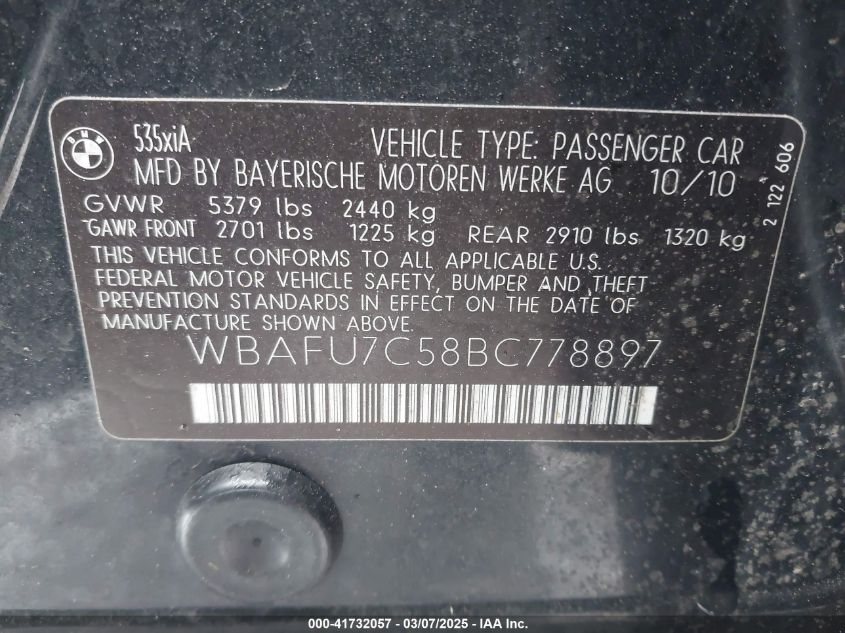 BMW
535xiA VEHICLE TYPE: PASSENGER CAR
MFD BY BAYERISCHE MOTOREN WERKE AG 10/10
GVWR 5379 lbs 2440 kg
GAWR FRONT 2701 lbs 1225 kg REAR 2910 lbs 1320 kg
THIS VEHICLE CONFORMS TO ALL APPLICABLE U.S.
FEDERAL MOTOR VEHICLE SAFETY, BUMPER AND THEFT
PREVENTION STANDARDS IN EFFECT ON THE DATE OF
MANUFACTURE SHOWN ABOVE.
WBAFU7C58BC778897
2 122 606
000-41732057 - 03/07/2025 - IAA Inc.